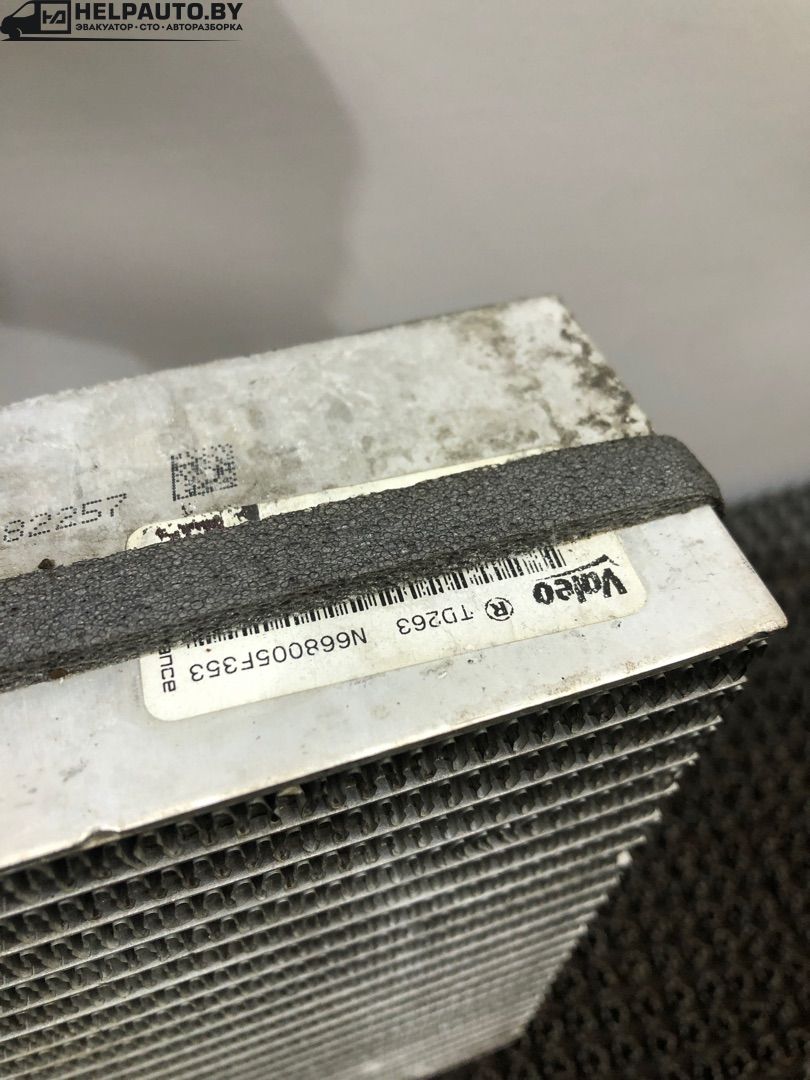 HELPAUTO.BY
ЭВАКУАТОР • СТО • АВТОРАЗБОРКА
82257
Valeo
® TD263
N668005F353
ance